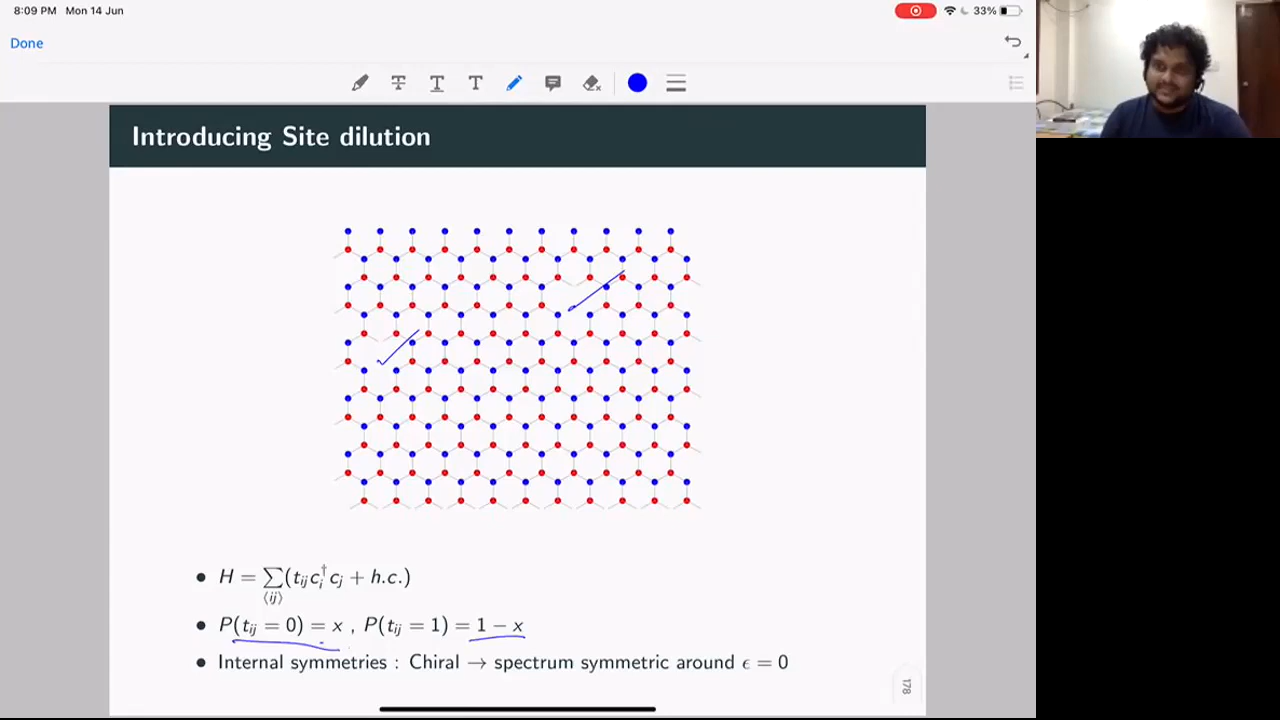 8:09 PM Mon 14 Jun
33%
Done
T T T
Introducing Site dilution
• H = ∑⟨ij⟩(tᵢⱼcᵢ†cⱼ + h.c.)
• P(tᵢⱼ = 0) = x , P(tᵢⱼ = 1) = 1 − x
• Internal symmetries : Chiral → spectrum symmetric around ϵ = 0
178